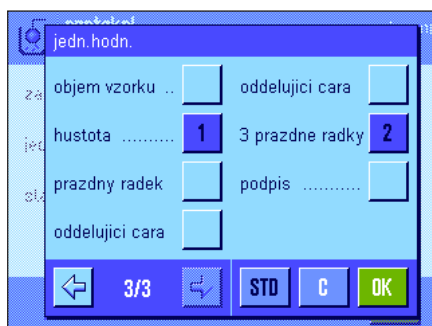 protokol
jedn.hodn.
objem vzorku ..
oddelujici cara
hustota .......... 1
3 prazdne radky 2
prazdny radek
podpis ...........
oddelujici cara
3/3
STD
C
OK